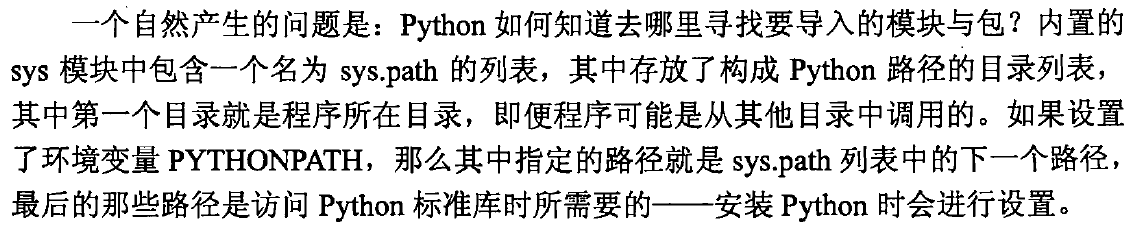 一个自然产生的问题是：Python 如何知道去哪里寻找要导入的模块与包？内置的
sys 模块中包含一个名为 sys.path 的列表，其中存放了构成 Python 路径的目录列表，
其中第一个目录就是程序所在目录，即便程序可能是从其他目录中调用的。如果设置
了环境变量 PYTHONPATH，那么其中指定的路径就是 sys.path 列表中的下一个路径，
最后的那些路径是访问 Python 标准库时所需要的——安装 Python 时会进行设置。